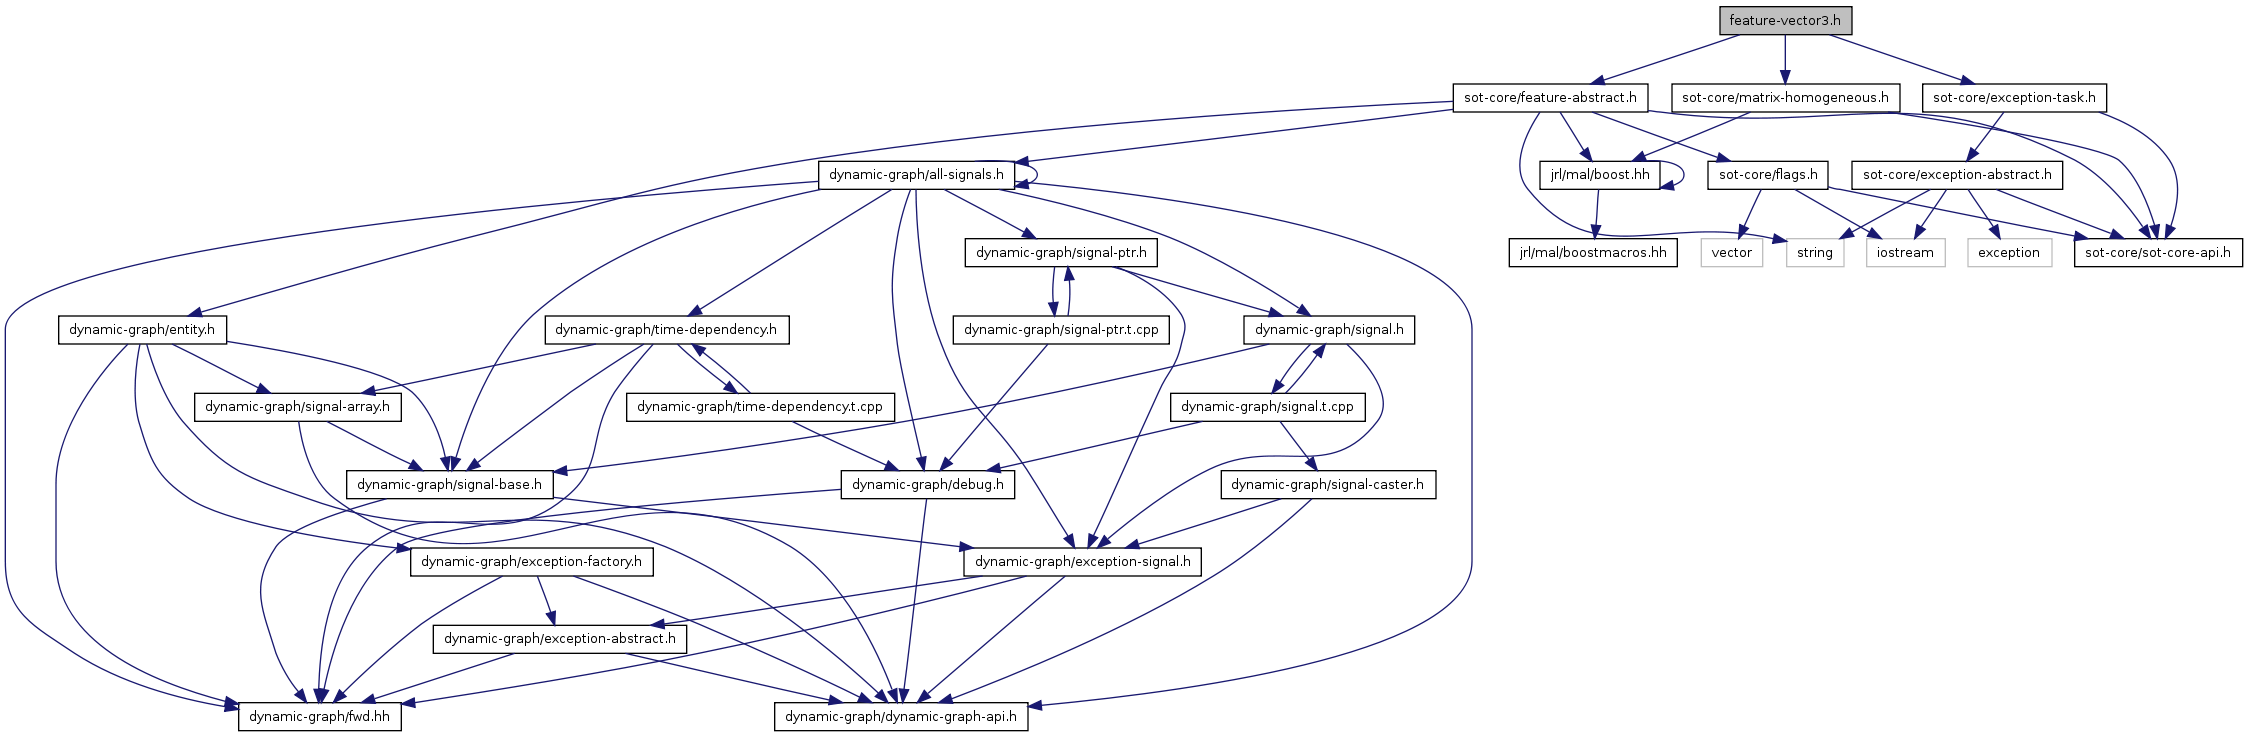 feature-vector3.h
sot-core/feature-abstract.h
sot-core/matrix-homogeneous.h
sot-core/exception-task.h
dynamic-graph/all-signals.h
jrl/mal/boost.hh
sot-core/flags.h
sot-core/exception-abstract.h
dynamic-graph/signal-ptr.h
jrl/mal/boostmacros.hh
vector
string
iostream
exception
sot-core/sot-core-api.h
dynamic-graph/entity.h
dynamic-graph/time-dependency.h
dynamic-graph/signal-ptr.t.cpp
dynamic-graph/signal.h
dynamic-graph/signal-array.h
dynamic-graph/time-dependency.t.cpp
dynamic-graph/signal.t.cpp
dynamic-graph/signal-base.h
dynamic-graph/debug.h
dynamic-graph/signal-caster.h
dynamic-graph/exception-factory.h
dynamic-graph/exception-signal.h
dynamic-graph/exception-abstract.h
dynamic-graph/fwd.hh
dynamic-graph/dynamic-graph-api.h